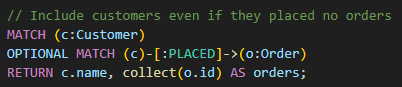 // Include customers even if they placed no orders
MATCH (c:Customer)
OPTIONAL MATCH (c)-[:PLACED]->(o:Order)
RETURN c.name, collect(o.id) AS orders;